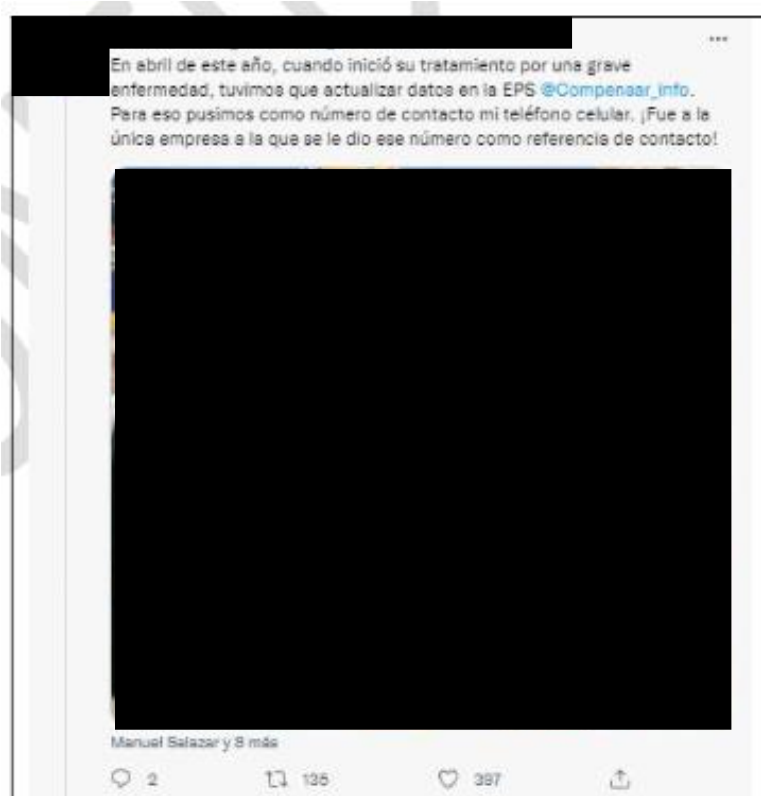 En abril de este año, cuando inició su tratamiento por una grave
enfermedad, tuvimos que actualizar datos en la EPS @Compensar_info.
Para eso pusimos como número de contacto mi teléfono celular. ¡Fue a la
única empresa a la que se le dio ese número como referencia de contacto!
Manuel Salazar y 8 más
2 135 397